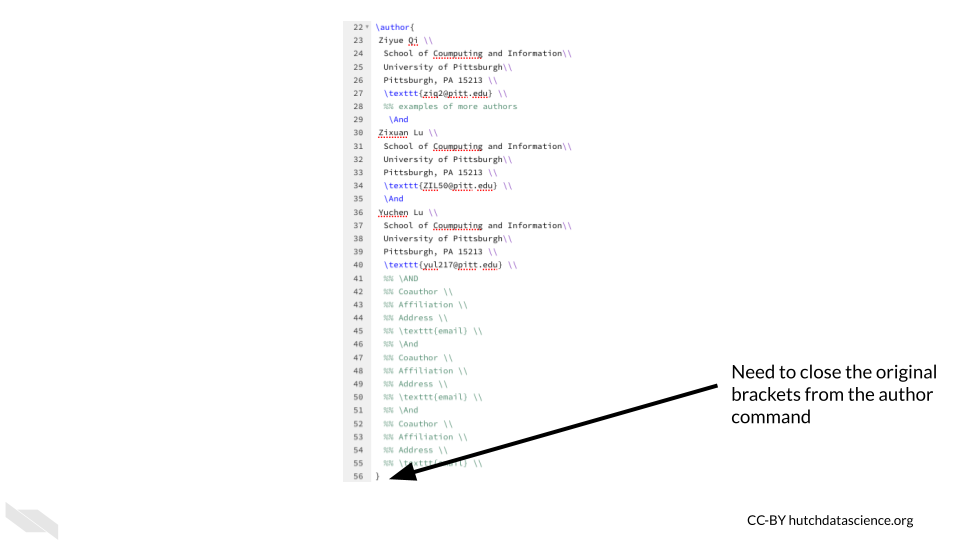 22 \author{
23 Ziyue Qi \\
24 School of Coumputing and Information\\
25 University of Pittsburgh\\
26 Pittsburgh, PA 15213 \\
27 \texttt{ziq2@pitt.edu} \\
28 %% examples of more authors
29 \And
30 Zixuan Lu \\
31 School of Coumputing and Information\\
32 University of Pittsburgh\\
33 Pittsburgh, PA 15213 \\
34 \texttt{ZIL50@pitt.edu} \\
35 \And
36 Yuchen Lu \\
37 School of Coumputing and Information\\
38 University of Pittsburgh\\
39 Pittsburgh, PA 15213 \\
40 \texttt{yul217@pitt.edu} \\
41 %% \AND
42 %% Coauthor \\
43 %% Affiliation \\
44 %% Address \\
45 %% \texttt{email} \\
46 %% \And
47 %% Coauthor \\
48 %% Affiliation \\
49 %% Address \\
50 %% \texttt{email} \\
51 %% \And
52 %% Coauthor \\
53 %% Affiliation \\
54 %% Address \\
55 %% \texttt{email} \\
56 }
Need to close the original
brackets from the author
command
CC-BY hutchdatascience.org